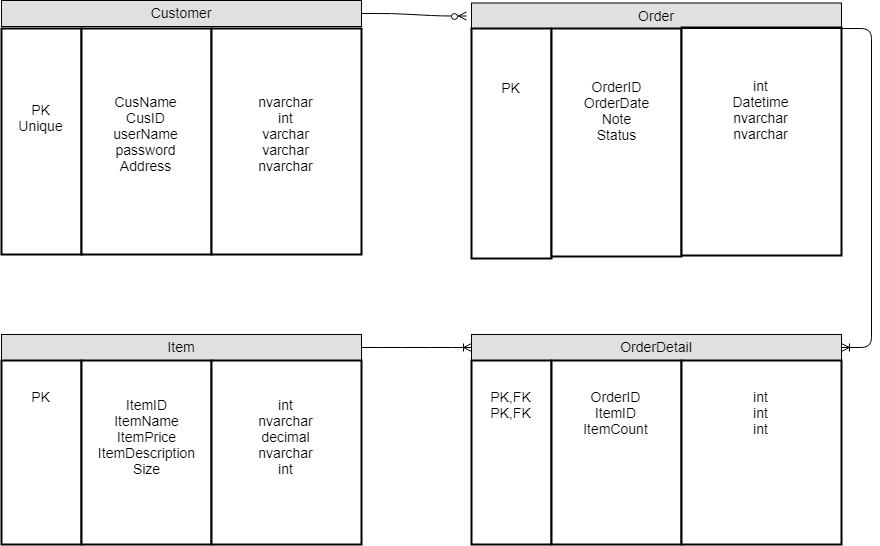 Customer
PK
Unique
CusName
CusID
userName
password
Address
nvarchar
int
varchar
varchar
nvarchar
Order
PK
OrderID
OrderDate
Note
Status
int
Datetime
nvarchar
nvarchar
Item
PK
ItemID
ItemName
ItemPrice
ItemDescription
Size
int
nvarchar
decimal
nvarchar
int
OrderDetail
PK,FK
PK,FK
OrderID
ItemID
ItemCount
int
int
int